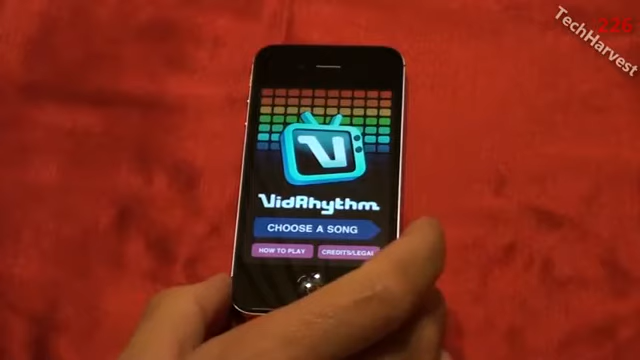 226
TechHarvest
VidRhythm
CHOOSE A SONG
HOW TO PLAY
CREDITS/LEGAL